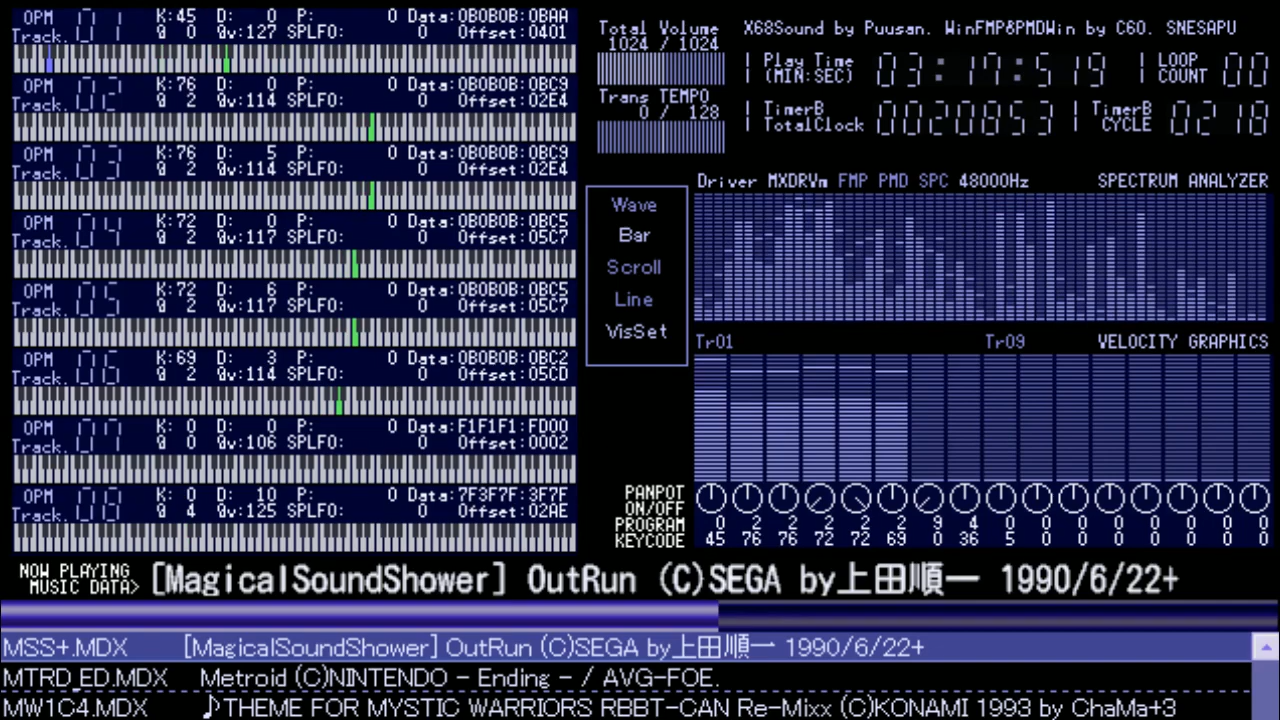 OPM K:45 D: 0 P: 0 Data:0B0B0B:0BAA
Track. 01 @ 0 @v:127 SPLFO: 0 Offset:0401
OPM K:76 D: 0 P: 0 Data:0B0B0B:0BC9
Track. 02 @ 2 @v:114 SPLFO: 0 Offset:02E4
OPM K:76 D: 5 P: 0 Data:0B0B0B:0BC9
Track. 03 @ 2 @v:114 SPLFO: 0 Offset:02E4
OPM K:72 D: 0 P: 0 Data:0B0B0B:0BC5
Track. 04 @ 2 @v:117 SPLFO: 0 Offset:05C7
OPM K:72 D: 6 P: 0 Data:0B0B0B:0BC5
Track. 05 @ 2 @v:117 SPLFO: 0 Offset:05C7
OPM K:69 D: 3 P: 0 Data:0B0B0B:0BC2
Track. 06 @ 2 @v:114 SPLFO: 0 Offset:05CD
OPM K: 0 D: 0 P: 0 Data:F1F1F1:FD00
Track. 07 @ 0 @v:106 SPLFO: 0 Offset:0002
OPM K: 0 D: 10 P: 0 Data:7F3F7F:3F7F
Track. 08 @ 4 @v:125 SPLFO: 0 Offset:02AE
Total Volume
1024 / 1024
Trans TEMPO
0 / 128
X68Sound by Puusan. WinFMP&PMDWin by C60. SNESAPU
Play Time (MIN:SEC) 03:17:519 LOOP COUNT 00
TimerB TotalClock 0020853 TimerB CYCLE 0218
Wave
Bar
Scroll
Line
VisSet
Driver MXDRVm FMP PMD SPC 48000Hz SPECTRUM ANALYZER
Tr01 Tr09 VELOCITY GRAPHICS
PANPOT
ON/OFF
PROGRAM 0 2 2 2 2 2 9 4 0 0 0 0 0 0 0 0
KEYCODE 45 76 76 72 72 69 0 36 5 0 0 0 0 0 0 0
NOW PLAYING
MUSIC DATA> [MagicalSoundShower] OutRun (C)SEGA by上田順一 1990/6/22+
MSS+.MDX [MagicalSoundShower] OutRun (C)SEGA by上田順一 1990/6/22+
MTRD_ED.MDX Metroid (C)NINTENDO - Ending - / AVG-FOE.
MW1C4.MDX ♪THEME FOR MYSTIC WARRIORS RBBT-CAN Re-Mixx (C)KONAMI 1993 by ChaMa+3